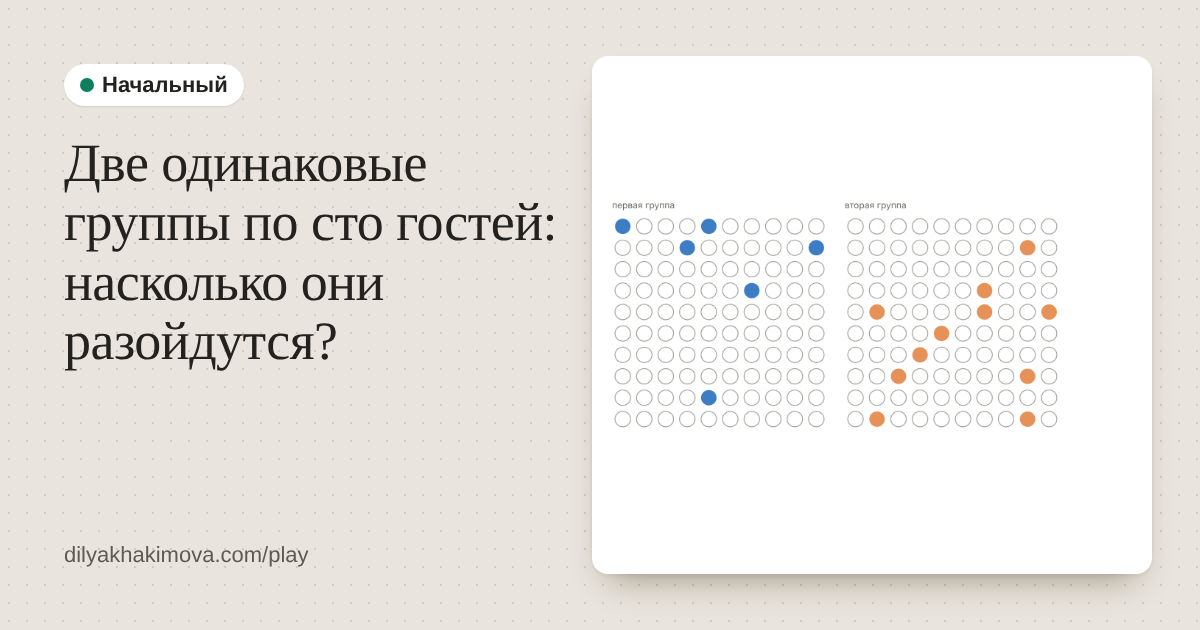 Начальный
Две одинаковые
группы по сто гостей:
насколько они
разойдутся?
первая группа
вторая группа
dilyakhakimova.com/play